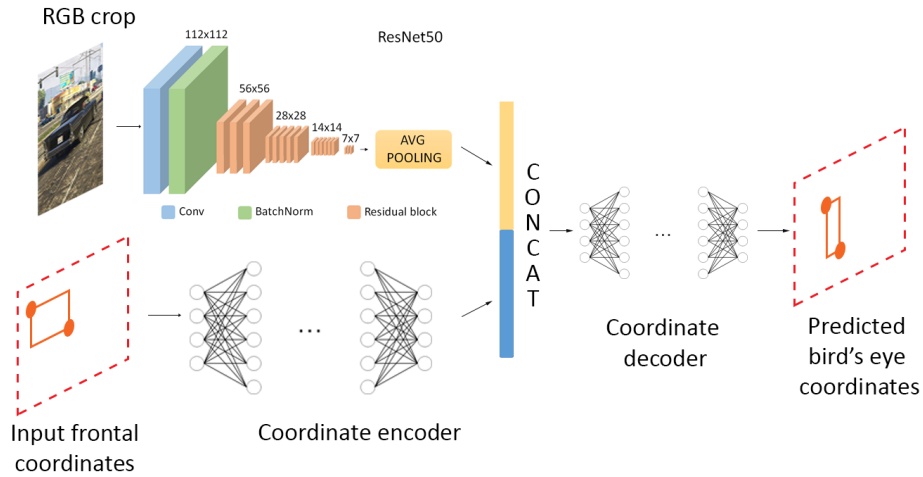 RGB crop
ResNet50
112x112
56x56
28x28
14x14
7x7
AVG
POOLING
Conv
BatchNorm
Residual block
CONCAT
...
...
Input frontal
coordinates
Coordinate encoder
Coordinate
decoder
Predicted
bird's eye
coordinates